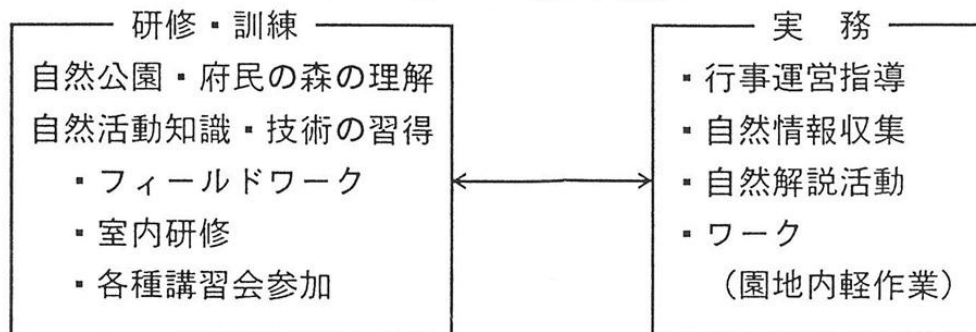 研修・訓練
自然公園・府民の森の理解
自然活動知識・技術の習得
・フィールドワーク
・室内研修
・各種講習会参加
実　務
・行事運営指導
・自然情報収集
・自然解説活動
・ワーク
（園地内軽作業）